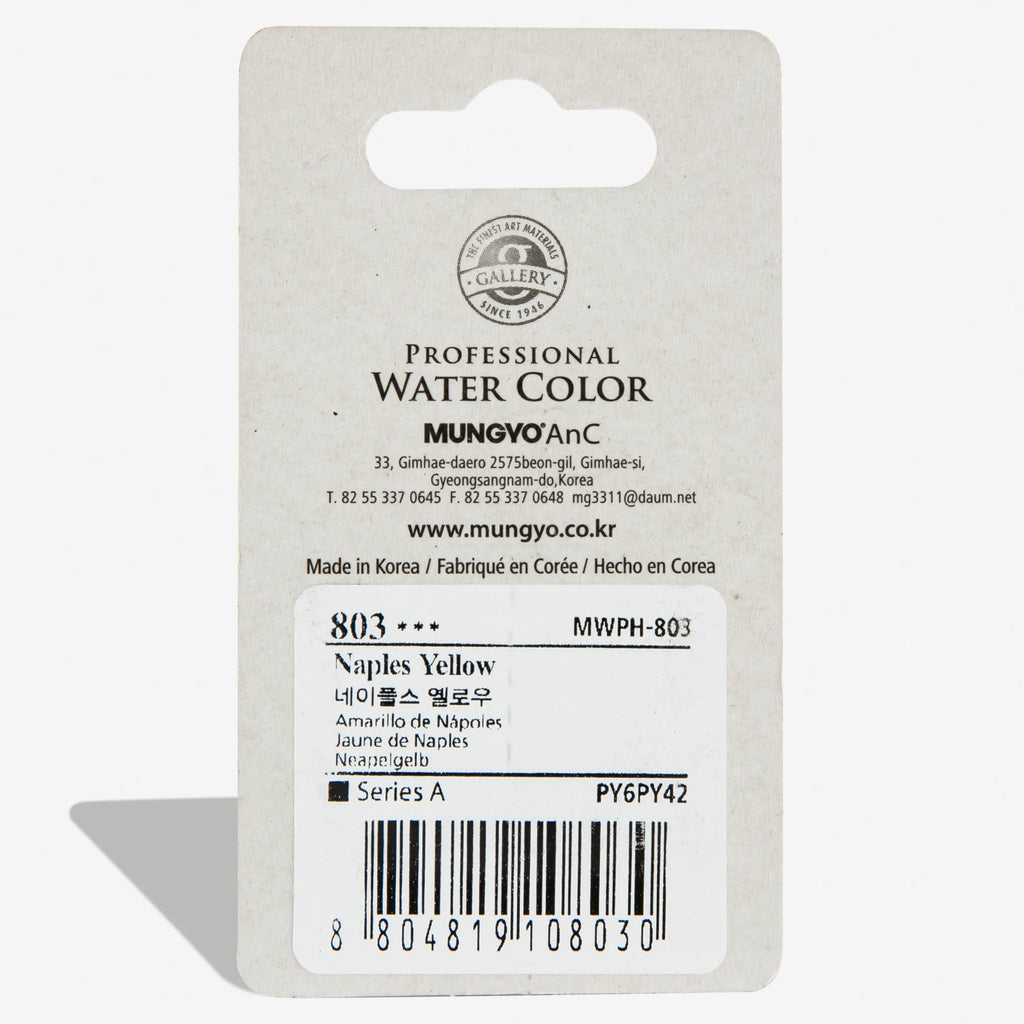 THE FINEST ART MATERIALS
g
· GALLERY ·
SINCE 1946
PROFESSIONAL
WATER COLOR
MUNGYO® AnC
33, Gimhae-daero 2575beon-gil, Gimhae-si,
Gyeongsangnam-do,Korea
T. 82 55 337 0645 F. 82 55 337 0648 mg3311@daum.net
www.mungyo.co.kr
Made in Korea / Fabriqué en Corée / Hecho en Corea
803 *** MWPH-803
Naples Yellow
네이플스 옐로우
Amarillo de Nápoles
Jaune de Naples
Neapelgelb
■ Series A PY6PY42
8 804819 108030